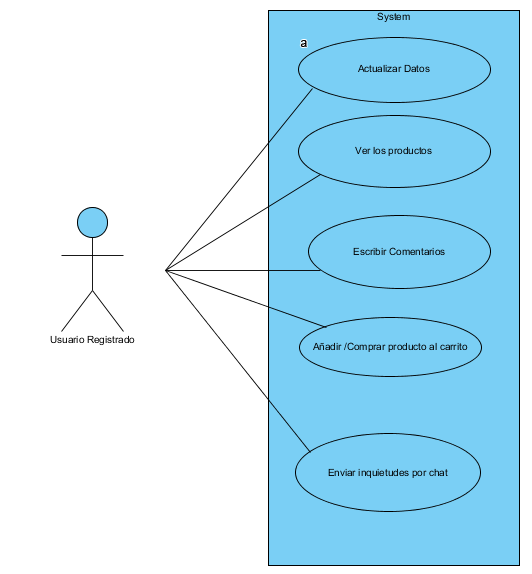 System
a
Actualizar Datos
Ver los productos
Escribir Comentarios
Usuario Registrado
Añadir /Comprar producto al carrito
Enviar inquietudes por chat